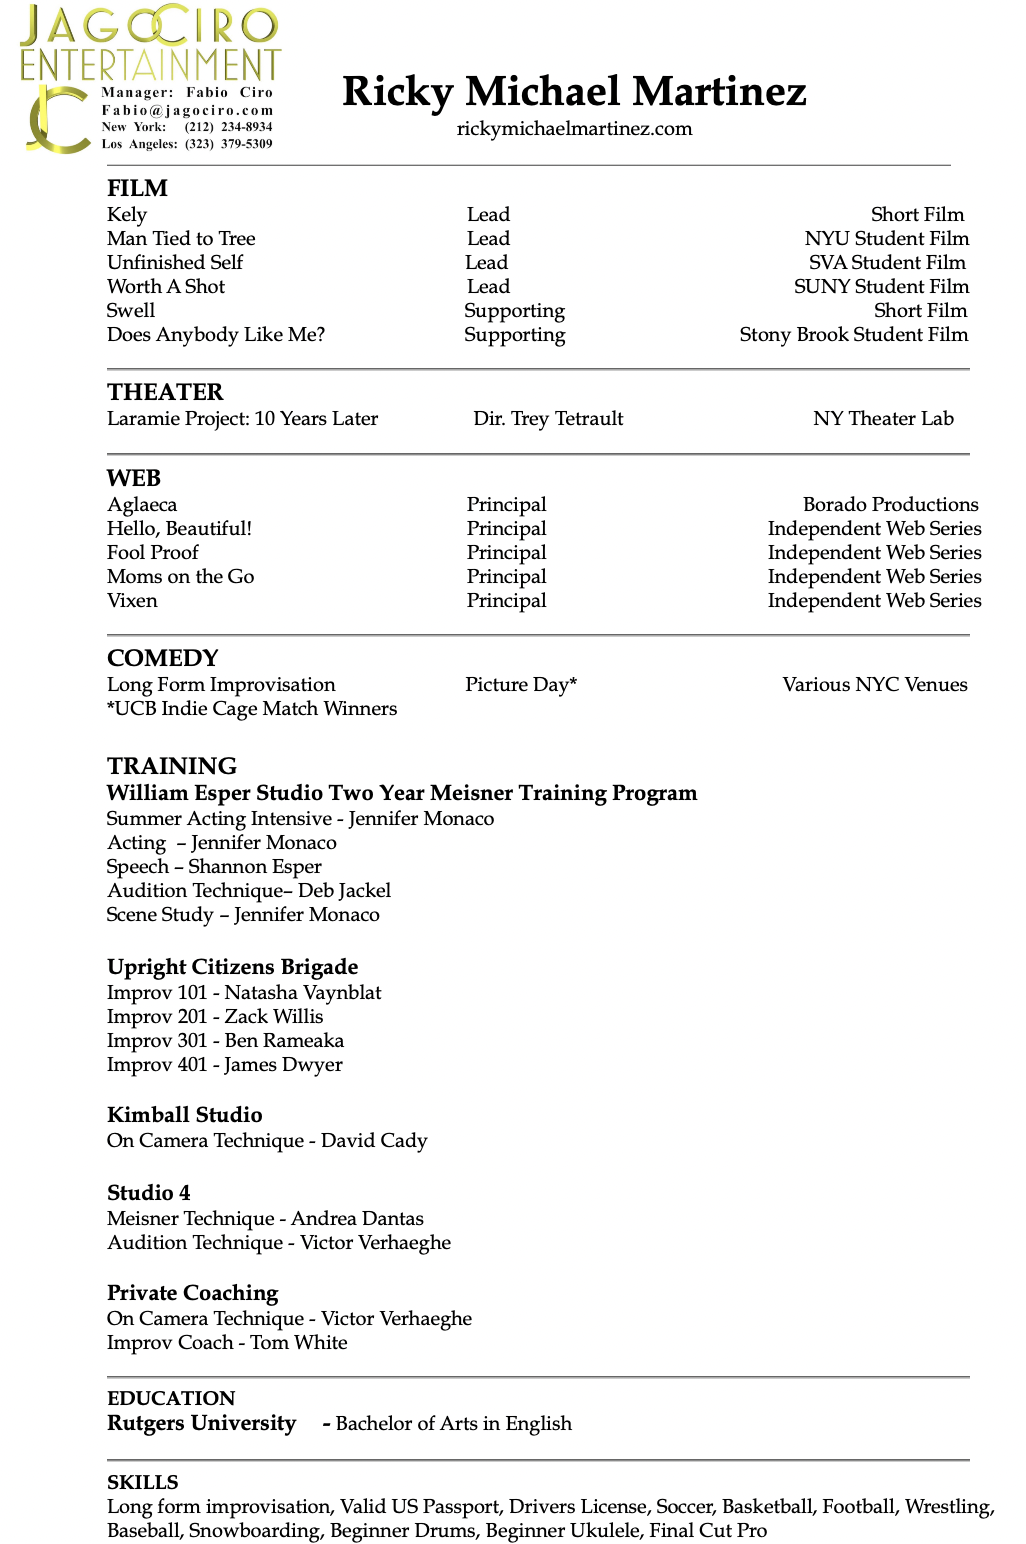 JAGOCIRO
ENTERTAINMENT
JC
Manager: Fabio Ciro
Fabio@jagociro.com
New York: (212) 234-8934
Los Angeles: (323) 379-5309
Ricky Michael Martinez
rickymichaelmartinez.com
FILM
Kely Lead Short Film
Man Tied to Tree Lead NYU Student Film
Unfinished Self Lead SVA Student Film
Worth A Shot Lead SUNY Student Film
Swell Supporting Short Film
Does Anybody Like Me? Supporting Stony Brook Student Film
THEATER
Laramie Project: 10 Years Later Dir. Trey Tetrault NY Theater Lab
WEB
Aglaeca Principal Borado Productions
Hello, Beautiful! Principal Independent Web Series
Fool Proof Principal Independent Web Series
Moms on the Go Principal Independent Web Series
Vixen Principal Independent Web Series
COMEDY
Long Form Improvisation Picture Day* Various NYC Venues
*UCB Indie Cage Match Winners
TRAINING
William Esper Studio Two Year Meisner Training Program
Summer Acting Intensive - Jennifer Monaco
Acting – Jennifer Monaco
Speech – Shannon Esper
Audition Technique– Deb Jackel
Scene Study – Jennifer Monaco
Upright Citizens Brigade
Improv 101 - Natasha Vaynblat
Improv 201 - Zack Willis
Improv 301 - Ben Rameaka
Improv 401 - James Dwyer
Kimball Studio
On Camera Technique - David Cady
Studio 4
Meisner Technique - Andrea Dantas
Audition Technique - Victor Verhaeghe
Private Coaching
On Camera Technique - Victor Verhaeghe
Improv Coach - Tom White
EDUCATION
Rutgers University - Bachelor of Arts in English
SKILLS
Long form improvisation, Valid US Passport, Drivers License, Soccer, Basketball, Football, Wrestling,
Baseball, Snowboarding, Beginner Drums, Beginner Ukulele, Final Cut Pro